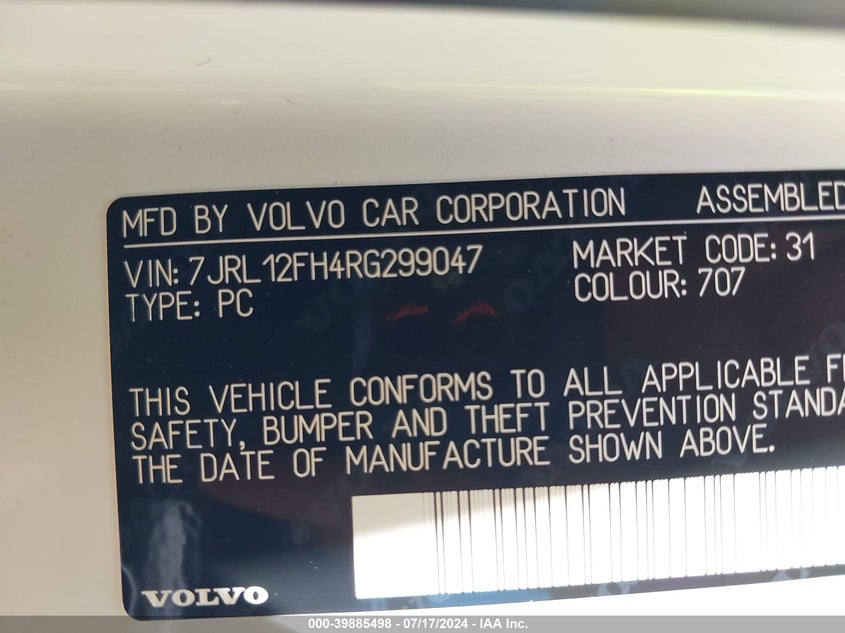 MFD BY VOLVO CAR CORPORATION ASSEMBLED
VIN: 7JRL12FH4RG299047 MARKET CODE: 31
TYPE: PC COLOUR: 707
THIS VEHICLE CONFORMS TO ALL APPLICABLE F
SAFETY, BUMPER AND THEFT PREVENTION STANDA
THE DATE OF MANUFACTURE SHOWN ABOVE.
VOLVO
000-39885498 - 07/17/2024 - IAA Inc.